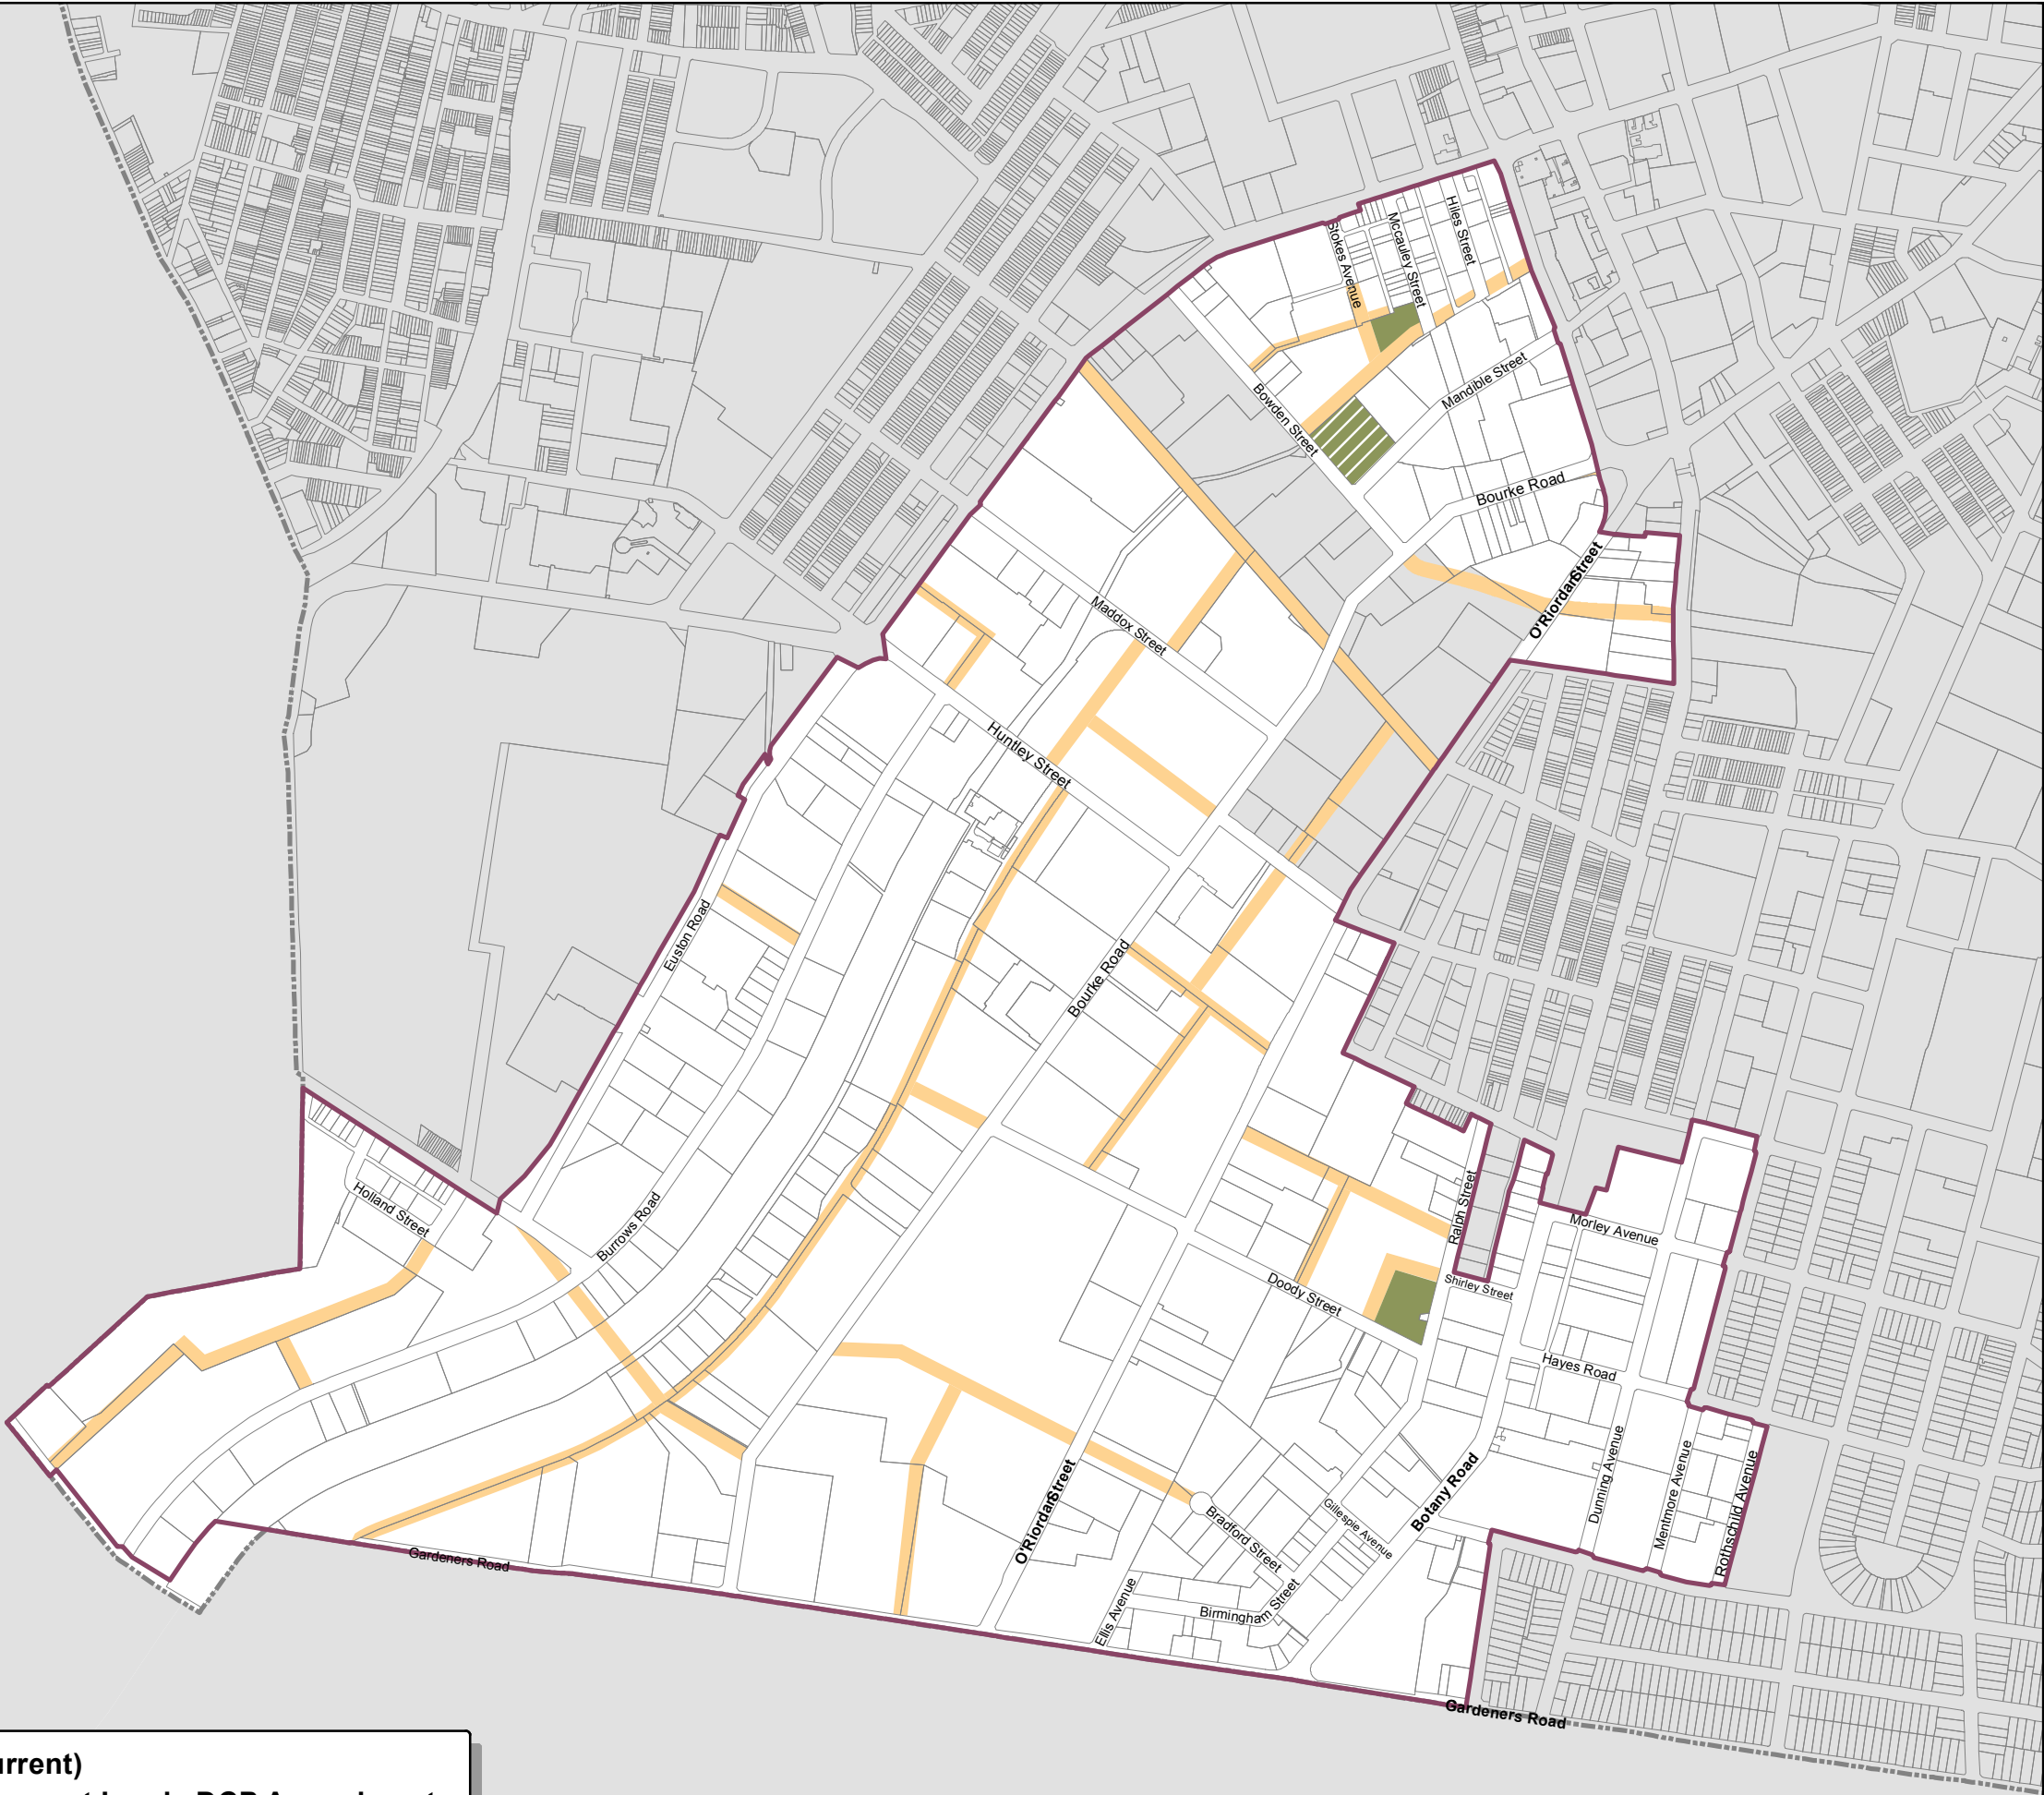 Stokes Avenue
Mccauley Street
Hiles Street
Mandible Street
Bowden Street
Bourke Road
O'Riordan Street
Maddox Street
Huntley Street
Euston Road
Bourke Road
Holland Street
Burrows Road
Ralph Street
Morley Avenue
Shirley Street
Doody Street
Hayes Road
Dunning Avenue
Mentmore Avenue
Rothschild Avenue
Botany Road
O'Riordan Street
Gillespie Avenue
Bradford Street
Gardeners Road
Ellis Avenue
Birmingham Street
Gardeners Road
urrent)